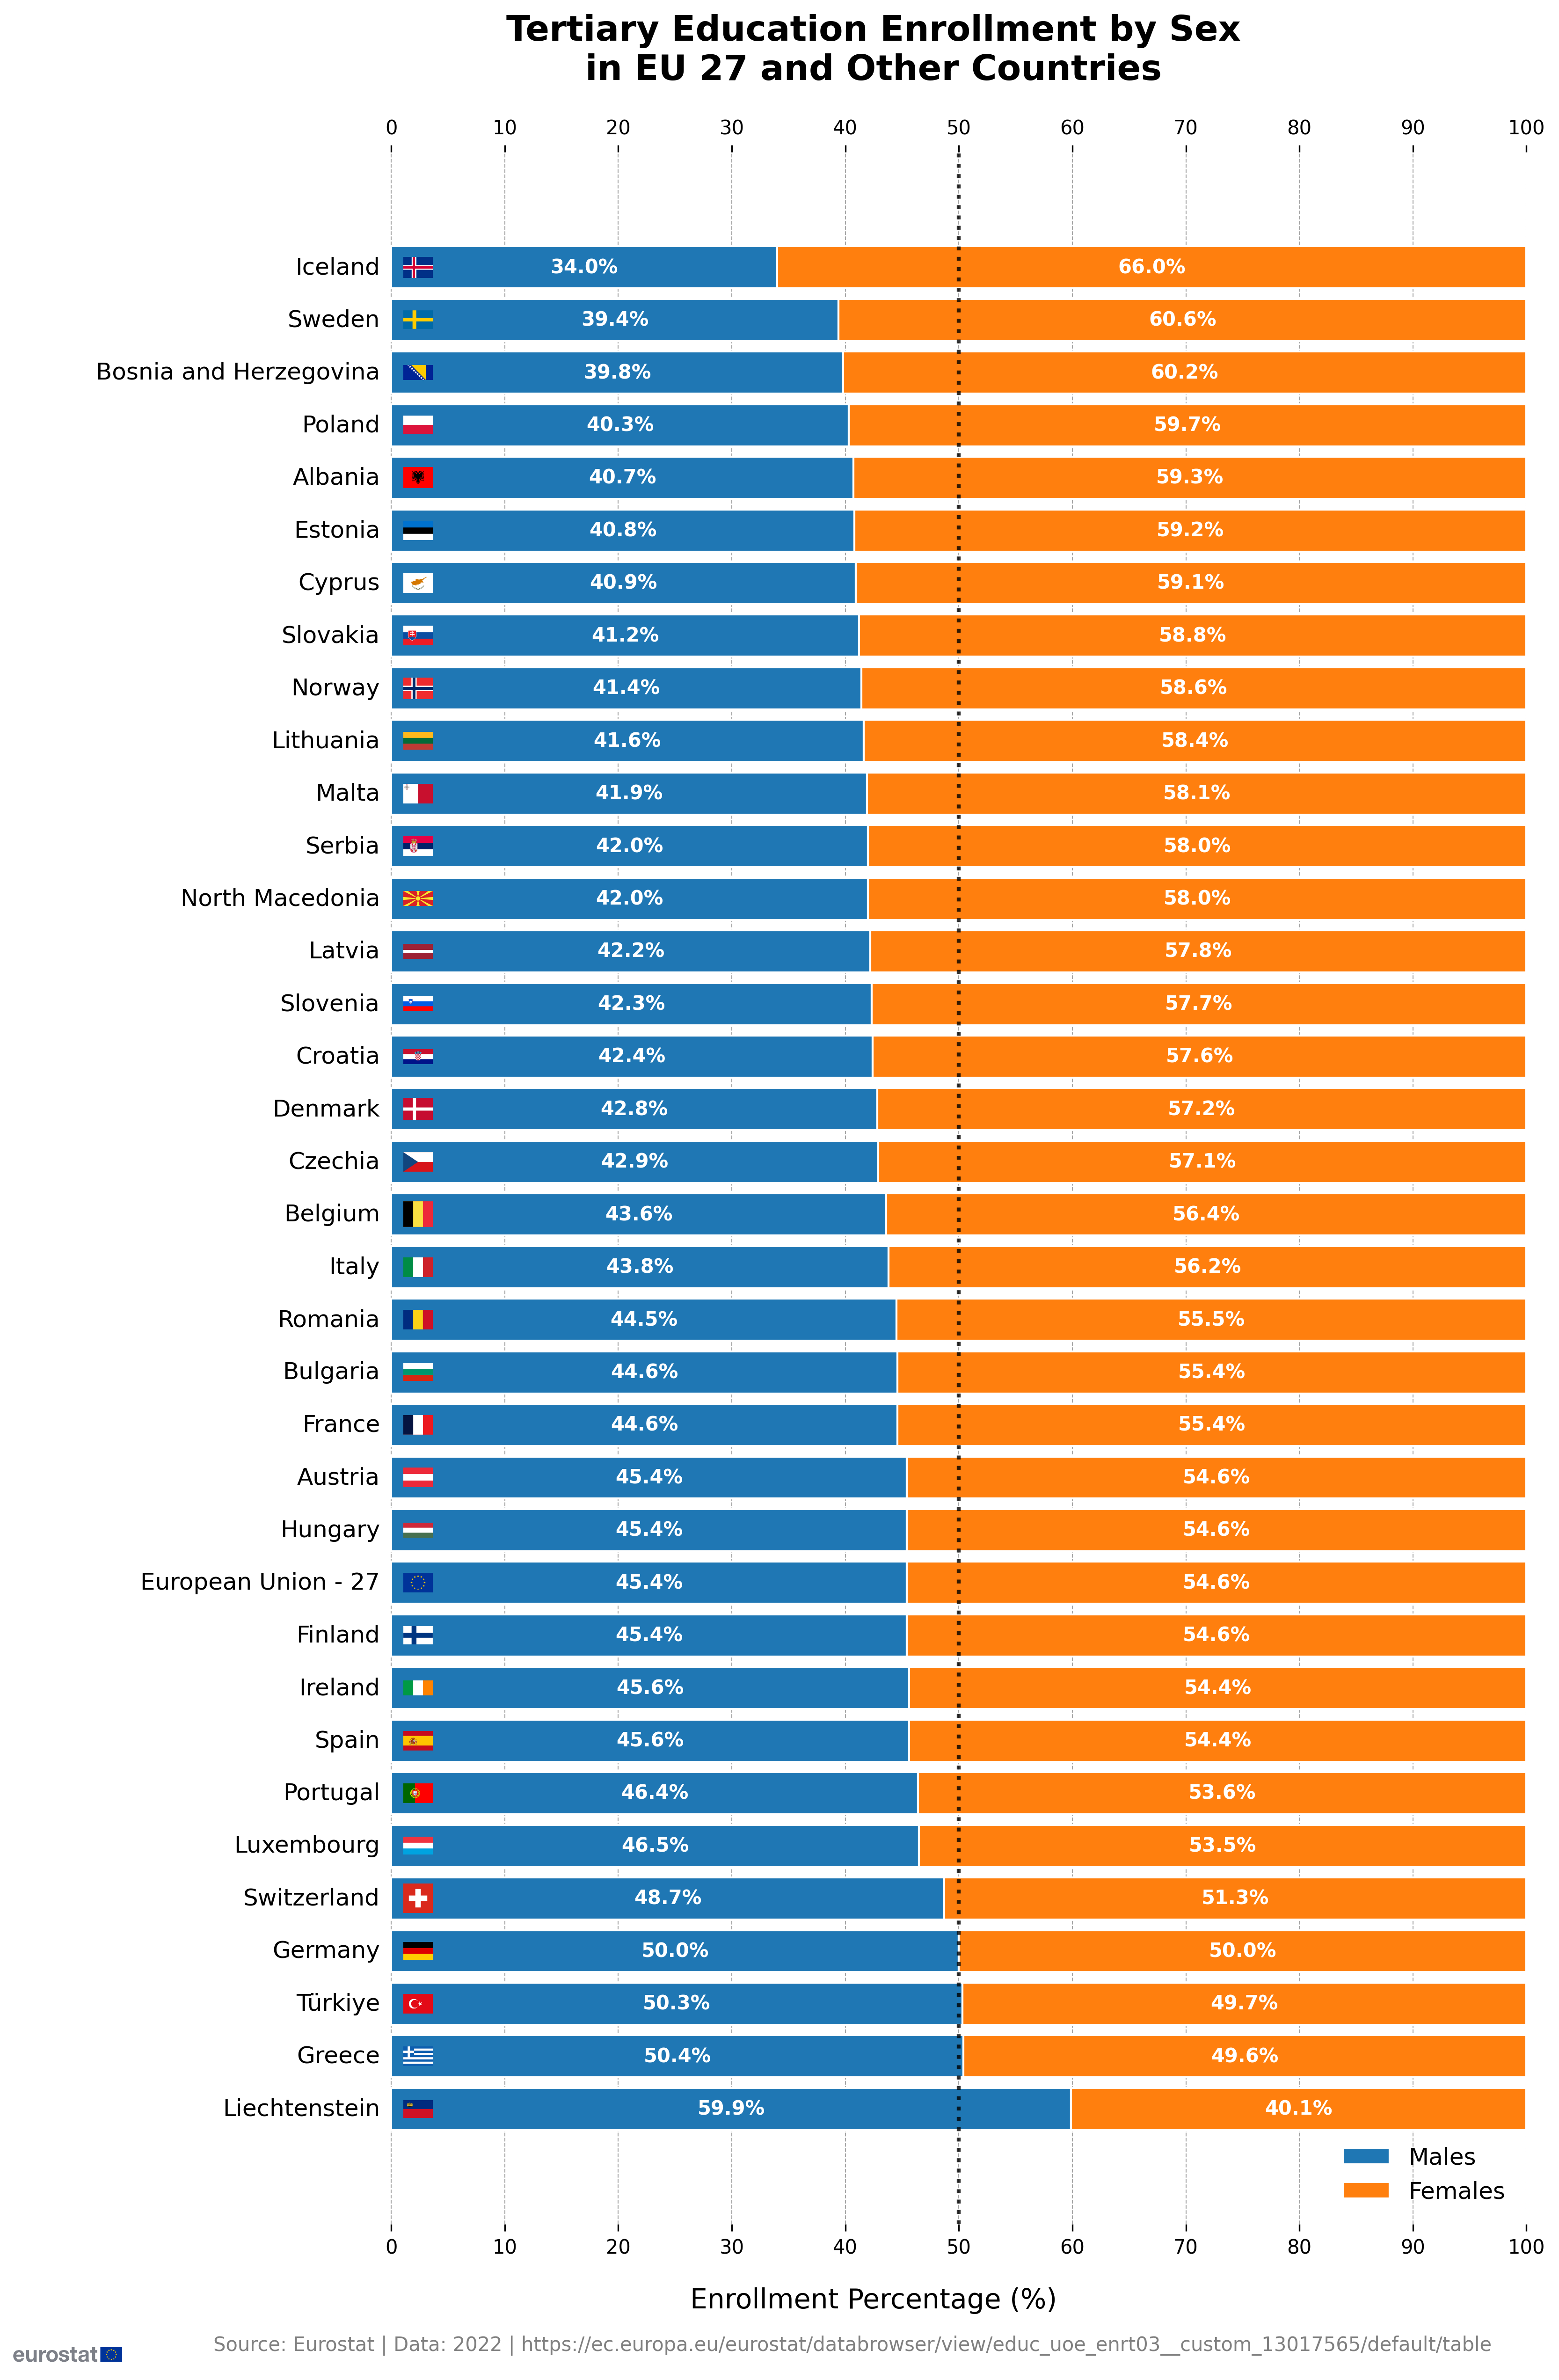 Tertiary Education Enrollment by Sex
in EU 27 and Other Countries
0 10 20 30 40 50 60 70 80 90 100
Iceland 34.0% 66.0%
Sweden 39.4% 60.6%
Bosnia and Herzegovina 39.8% 60.2%
Poland 40.3% 59.7%
Albania 40.7% 59.3%
Estonia 40.8% 59.2%
Cyprus 40.9% 59.1%
Slovakia 41.2% 58.8%
Norway 41.4% 58.6%
Lithuania 41.6% 58.4%
Malta 41.9% 58.1%
Serbia 42.0% 58.0%
North Macedonia 42.0% 58.0%
Latvia 42.2% 57.8%
Slovenia 42.3% 57.7%
Croatia 42.4% 57.6%
Denmark 42.8% 57.2%
Czechia 42.9% 57.1%
Belgium 43.6% 56.4%
Italy 43.8% 56.2%
Romania 44.5% 55.5%
Bulgaria 44.6% 55.4%
France 44.6% 55.4%
Austria 45.4% 54.6%
Hungary 45.4% 54.6%
European Union - 27 45.4% 54.6%
Finland 45.4% 54.6%
Ireland 45.6% 54.4%
Spain 45.6% 54.4%
Portugal 46.4% 53.6%
Luxembourg 46.5% 53.5%
Switzerland 48.7% 51.3%
Germany 50.0% 50.0%
Türkiye 50.3% 49.7%
Greece 50.4% 49.6%
Liechtenstein 59.9% 40.1%
Males
Females
0 10 20 30 40 50 60 70 80 90 100
Enrollment Percentage (%)
Source: Eurostat | Data: 2022 | https://ec.europa.eu/eurostat/databrowser/view/educ_uoe_enrt03__custom_13017565/default/table
eurostat